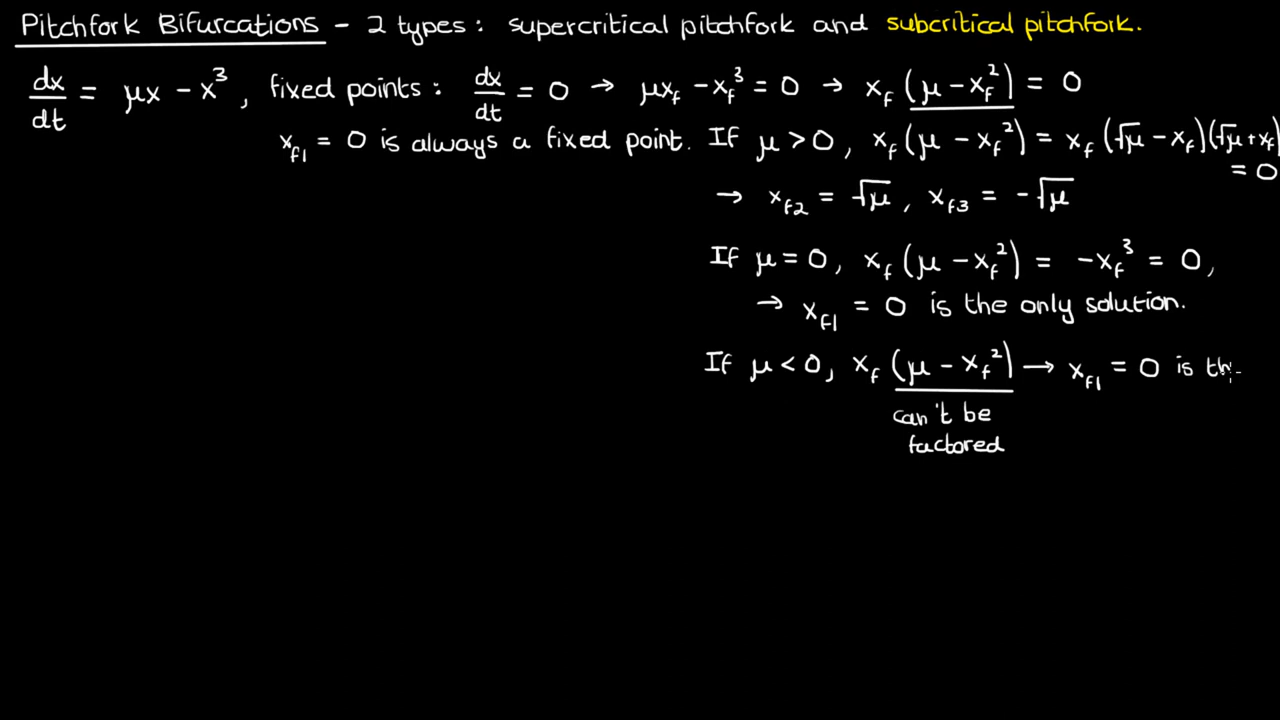 Pitchfork Bifurcations - 2 types: supercritical pitchfork and subcritical pitchfork.
dx/dt = μx - x³, fixed points: dx/dt = 0 → μx_f - x_f³ = 0 → x_f (μ - x_f²) = 0
x_f1 = 0 is always a fixed point. If μ > 0, x_f (μ - x_f²) = x_f (√μ - x_f)(√μ + x_f)
= 0
→ x_f2 = √μ, x_f3 = -√μ
If μ = 0, x_f (μ - x_f²) = -x_f³ = 0,
→ x_f1 = 0 is the only solution.
If μ < 0, x_f (μ - x_f²) → x_f1 = 0 is th
can't be
factored